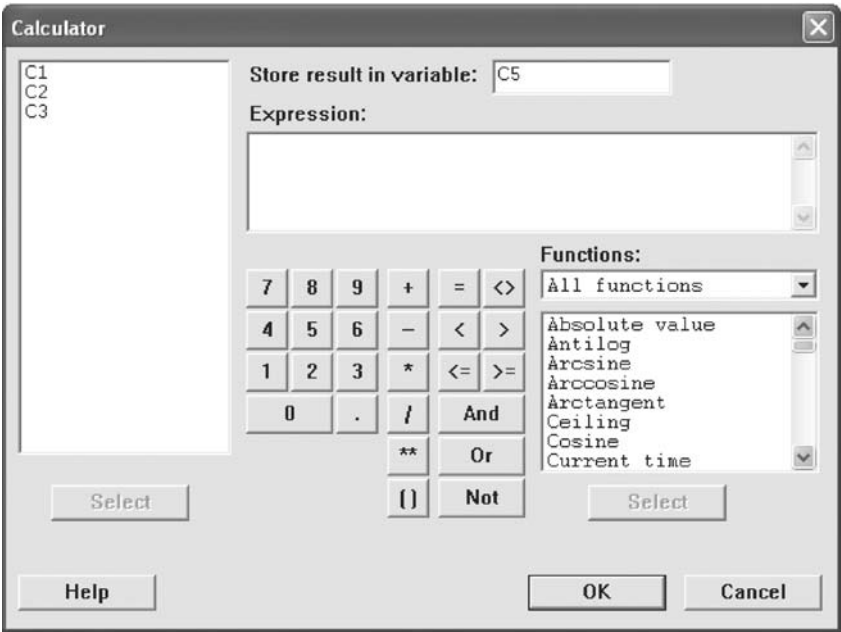 Calculator
C1
C2
C3
Store result in variable: C5
Expression:
Functions:
All functions
7 8 9 + = <>
4 5 6 − < >
1 2 3 * <= >=
0 . / And
** Or
() Not
Absolute value
Antilog
Arcsine
Arccosine
Arctangent
Ceiling
Cosine
Current time
Select
Select
Help
OK
Cancel